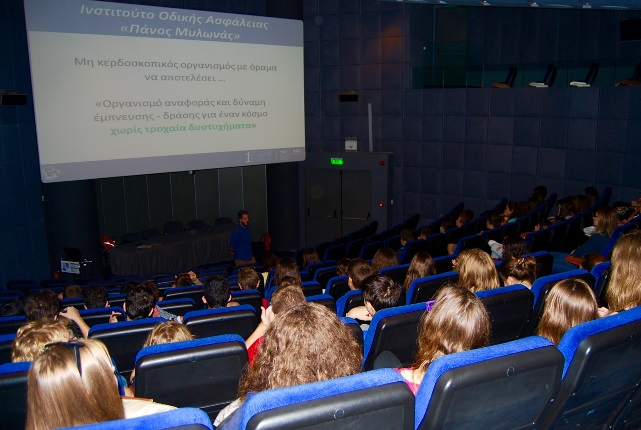 Ινστιτούτο Οδικής Ασφάλειας
«Πάνος Μυλωνάς»
Μη κερδοσκοπικός οργανισμός με όραμα
να αποτελέσει ...
«Οργανισμό αναφοράς και δύναμη
έμπνευσης - δράσης για έναν κόσμο
χωρίς τροχαία δυστυχήματα»